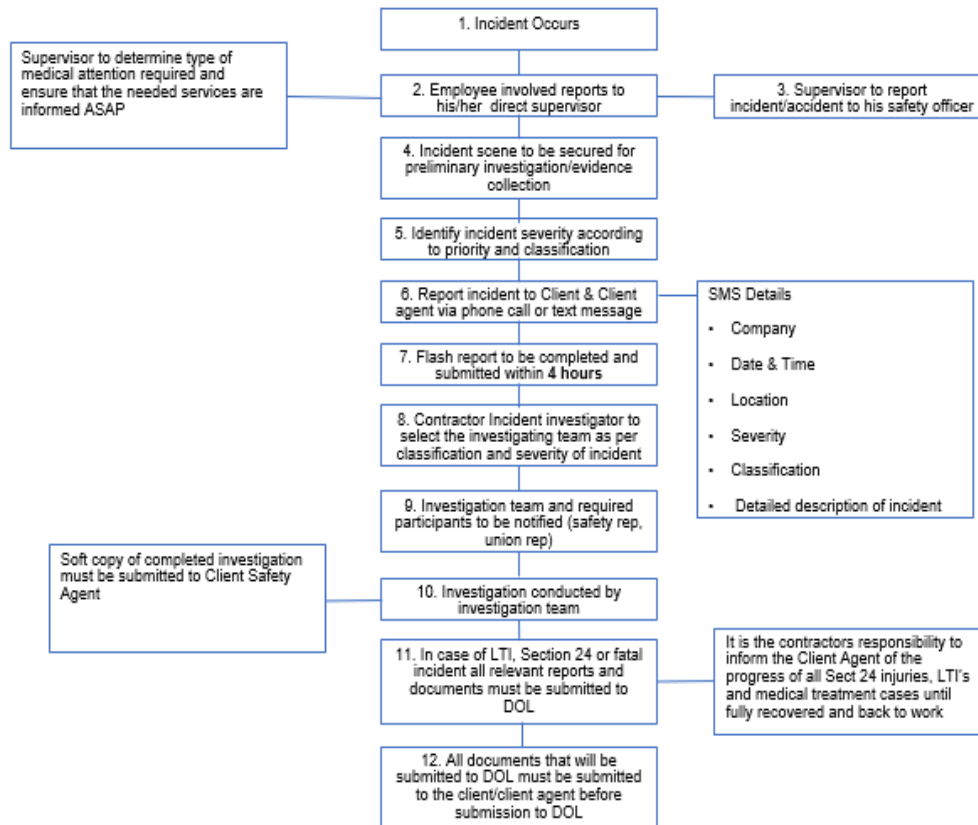 1. Incident Occurs
Supervisor to determine type of
medical attention required and
ensure that the needed services are
informed ASAP
2. Employee involved reports to
his/her direct supervisor
3. Supervisor to report
incident/accident to his safety officer
4. Incident scene to be secured for
preliminary investigation/evidence
collection
5. Identify incident severity according
to priority and classification
6. Report incident to Client & Client
agent via phone call or text message
SMS Details
▪ Company
▪ Date & Time
▪ Location
▪ Severity
▪ Classification
▪ Detailed description of incident
7. Flash report to be completed and
submitted within 4 hours
8. Contractor Incident investigator to
select the investigating team as per
classification and severity of incident
9. Investigation team and required
participants to be notified (safety rep,
union rep)
Soft copy of completed investigation
must be submitted to Client Safety
Agent
10. Investigation conducted by
investigation team
11. In case of LTI, Section 24 or fatal
incident all relevant reports and
documents must be submitted to
DOL
It is the contractors responsibility to
inform the Client Agent of the
progress of all Sect 24 injuries, LTI's
and medical treatment cases until
fully recovered and back to work
12. All documents that will be
submitted to DOL must be submitted
to the client/client agent before
submission to DOL